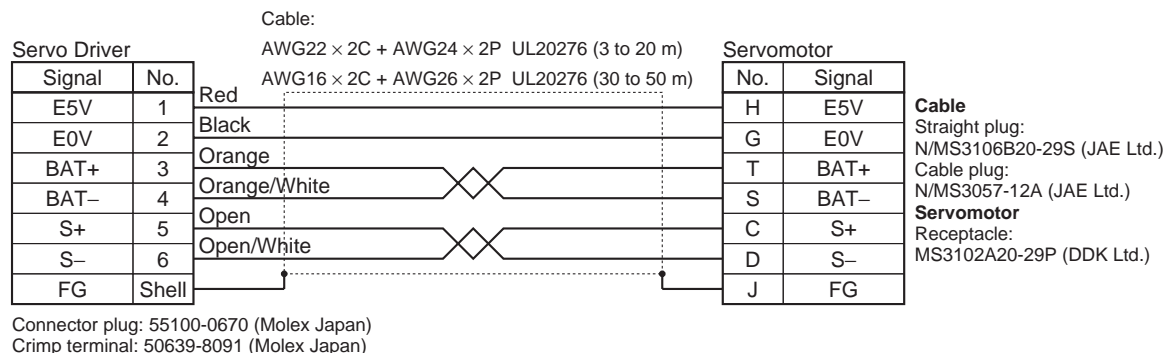 Cable:
AWG22 × 2C + AWG24 × 2P UL20276 (3 to 20 m)
AWG16 × 2C + AWG26 × 2P UL20276 (30 to 50 m)
Servo Driver
Servomotor
Signal No. No. Signal
E5V 1 Red H E5V
E0V 2 Black G E0V
BAT+ 3 Orange T BAT+
BAT− 4 Orange/White S BAT−
S+ 5 Open C S+
S− 6 Open/White D S−
FG Shell J FG
Cable
Straight plug:
N/MS3106B20-29S (JAE Ltd.)
Cable plug:
N/MS3057-12A (JAE Ltd.)
Servomotor
Receptacle:
MS3102A20-29P (DDK Ltd.)
Connector plug: 55100-0670 (Molex Japan)
Crimp terminal: 50639-8091 (Molex Japan)